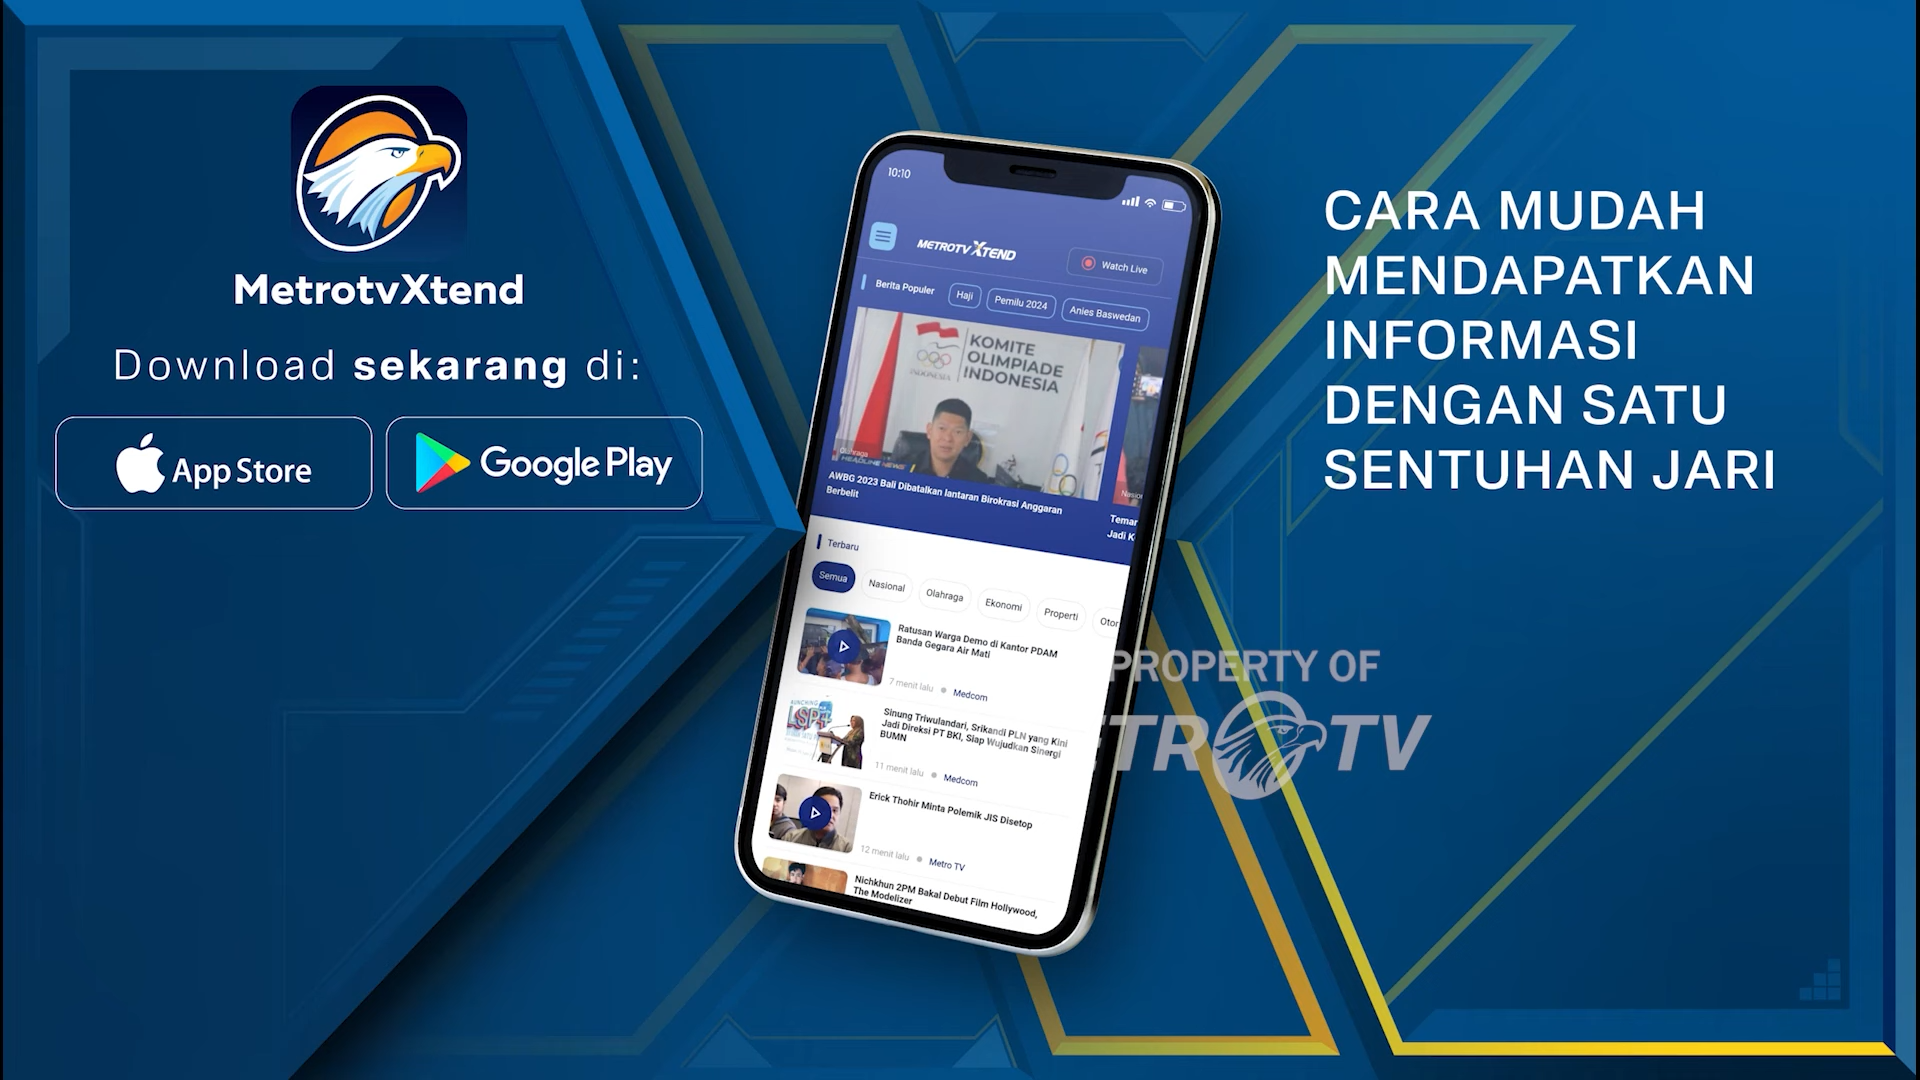 MetrotvXtend
Download sekarang di:
App Store
Google Play
10:10
METROTV XTEND
Watch Live
Berita Populer
Haji
Pemilu 2024
Anies Baswedan
KOMITE
OLIMPIADE
INDONESIA
INDONESIA
Olahraga
HEADLINE NEWS
AWBG 2023 Bali Dibatalkan lantaran Birokrasi Anggaran
Berbelit
Terbaru
Semua
Nasional
Olahraga
Ekonomi
Properti
Ratusan Warga Demo di Kantor PDAM
Banda Gegara Air Mati
7 menit lalu
Medcom
Sinung Triwulandari, Srikandi PLN yang Kini
Jadi Direksi PT BKI, Siap Wujudkan Sinergi
BUMN
11 menit lalu
Medcom
Erick Thohir Minta Polemik JIS Disetop
12 menit lalu
Metro TV
Nichkhun 2PM Bakal Debut Film Hollywood,
The Modelizer
CARA MUDAH
MENDAPATKAN
INFORMASI
DENGAN SATU
SENTUHAN JARI
PROPERTY OF
TV